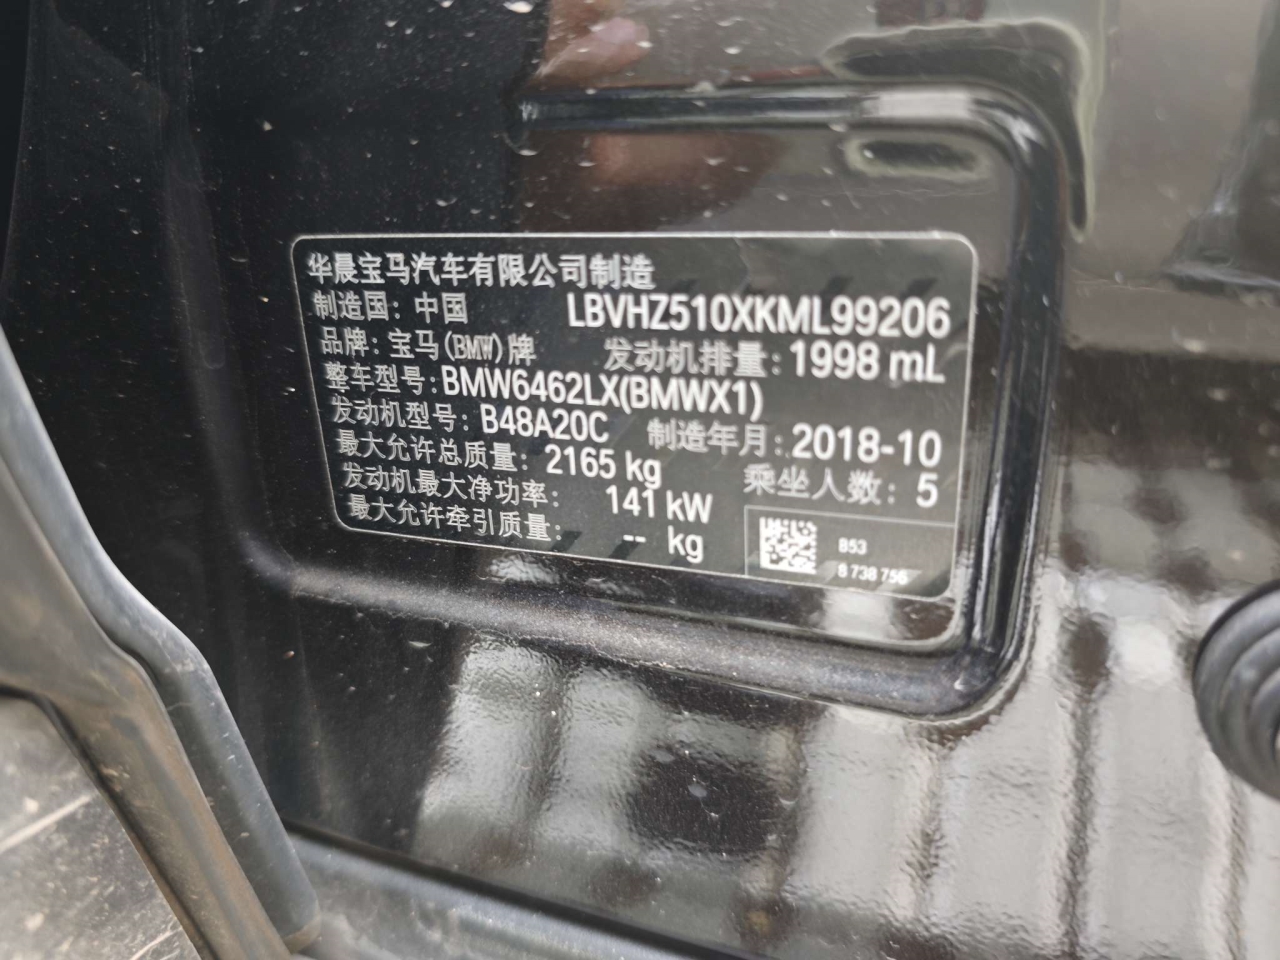 华晨宝马汽车有限公司制造
制造国: 中国 LBVHZ510XKML99206
品牌: 宝马(BMW)牌 发动机排量: 1998 mL
整车型号: BMW6462LX(BMWX1)
发动机型号: B48A20C 制造年月: 2018-10
最大允许总质量: 2165 kg 乘坐人数: 5
发动机最大净功率: 141 kW
最大允许牵引质量: -- kg
B53
8 738 756